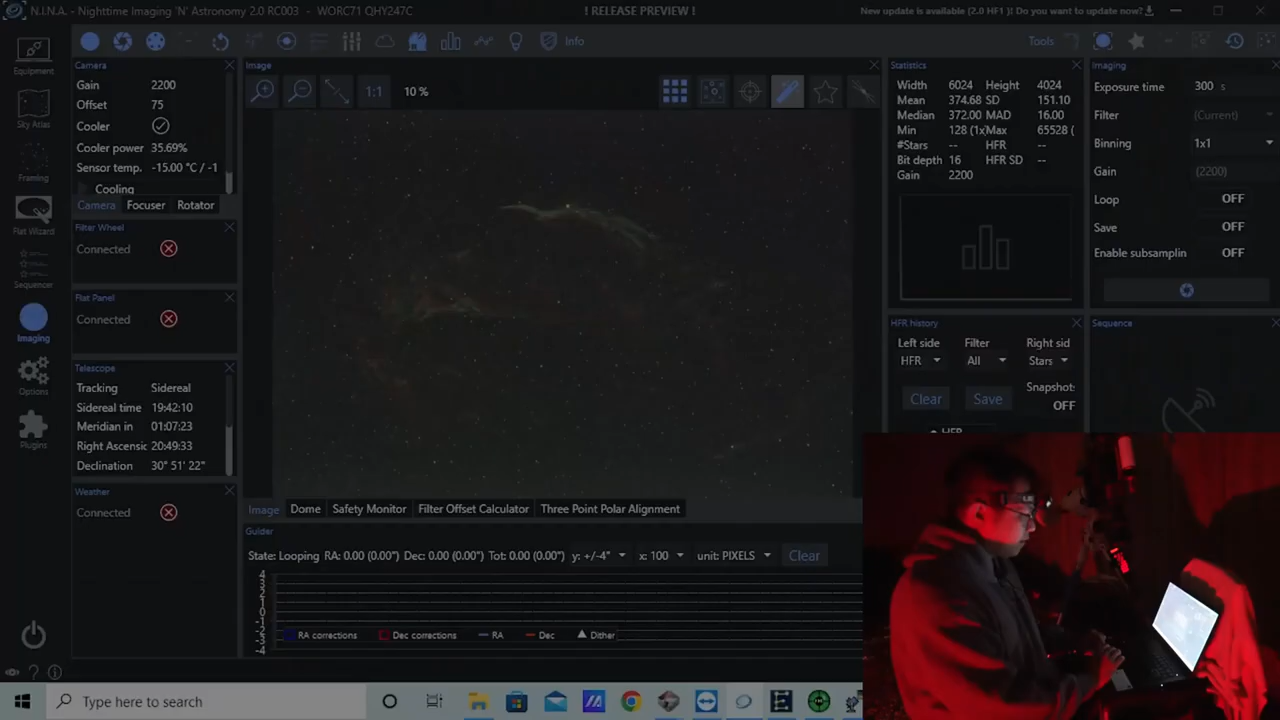 N.I.N.A. - Nighttime Imaging 'N' Astronomy 2.0 RC003 - WORC71 QHY247C
! RELEASE PREVIEW !
New update is available (2.0 HF1)! Do you want to update now?
Info
Tools
Equipment
Sky Atlas
Framing
Flat Wizard
Sequencer
Imaging
Options
Plugins
Camera
Gain 2200
Offset 75
Cooler
Cooler power 35.69%
Sensor temp. -15.00 °C / -1
Cooling
Camera Focuser Rotator
Filter Wheel
Connected
Flat Panel
Connected
Telescope
Tracking Sidereal
Sidereal time 19:42:10
Meridian in 01:07:23
Right Ascensic 20:49:33
Declination 30° 51' 22"
Weather
Connected
Image
1:1 10 %
Image Dome Safety Monitor Filter Offset Calculator Three Point Polar Alignment
Guider
State: Looping RA: 0.00 (0.00") Dec: 0.00 (0.00") Tot: 0.00 (0.00") y: +/-4" x: 100 unit: PIXELS Clear
4
3
2
1
0
-1
-2
-3
-4
RA corrections Dec corrections RA Dec Dither
Statistics
Width 6024 Height 4024
Mean 374.68 SD 151.10
Median 372.00 MAD 16.00
Min 128 (1x) Max 65528 (
#Stars -- HFR --
Bit depth 16 HFR SD --
Gain 2200
HFR history
Left side Filter Right sid
HFR All Stars
Clear Save Snapshot:
OFF
HFR
Imaging
Exposure time 300 s
Filter (Current)
Binning 1x1
Gain (2200)
Loop OFF
Save OFF
Enable subsamplin OFF
Sequence
Type here to search